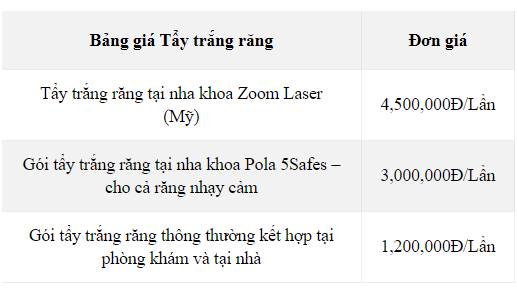 Bảng giá Tẩy trắng răng
Đơn giá
Tẩy trắng răng tại nha khoa Zoom Laser
(Mỹ)
4,500,000Đ/Lần
Gói tẩy trắng răng tại nha khoa Pola 5Safes –
cho cả răng nhạy cảm
3,000,000Đ/Lần
Gói tẩy trắng răng thông thường kết hợp tại
phòng khám và tại nhà
1,200,000Đ/Lần